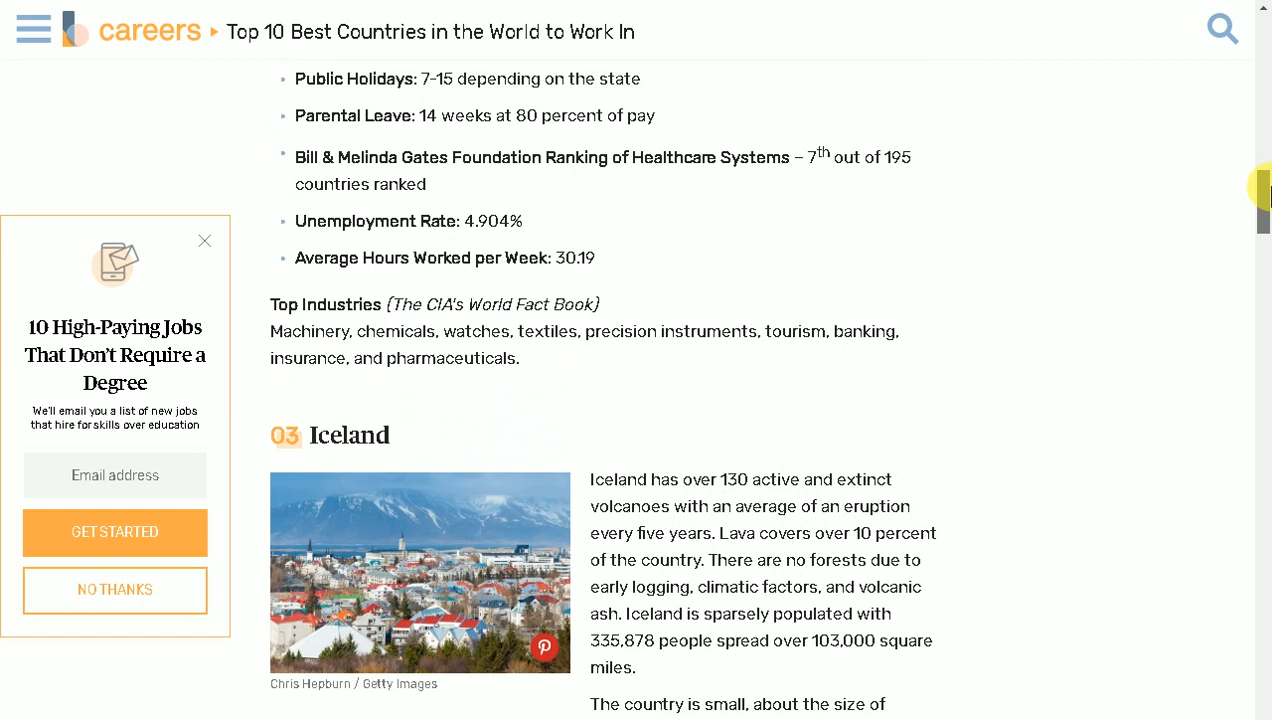 careers ▸ Top 10 Best Countries in the World to Work In
Public Holidays: 7-15 depending on the state
Parental Leave: 14 weeks at 80 percent of pay
Bill & Melinda Gates Foundation Ranking of Healthcare Systems – 7th out of 195
countries ranked
Unemployment Rate: 4.904%
Average Hours Worked per Week: 30.19
Top Industries (The CIA's World Fact Book)
Machinery, chemicals, watches, textiles, precision instruments, tourism, banking,
insurance, and pharmaceuticals.
10 High-Paying Jobs
That Don't Require a
Degree
We'll email you a list of new jobs
that hire for skills over education
Email address
GET STARTED
NO THANKS
03 Iceland
Iceland has over 130 active and extinct
volcanoes with an average of an eruption
every five years. Lava covers over 10 percent
of the country. There are no forests due to
early logging, climatic factors, and volcanic
ash. Iceland is sparsely populated with
335,878 people spread over 103,000 square
miles.
Chris Hepburn / Getty Images
The country is small, about the size of